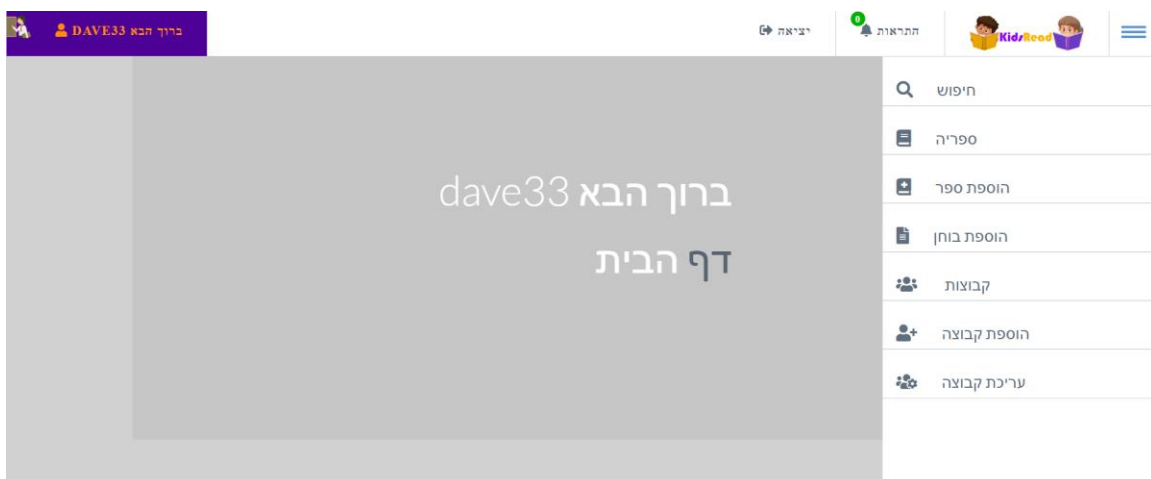 KidsRead
התראות 0
יציאה
ברוך הבא DAVE33
חיפוש
ספריה
הוספת ספר
הוספת בוחן
קבוצות
הוספת קבוצה
עריכת קבוצה
ברוך הבא dave33
דף הבית